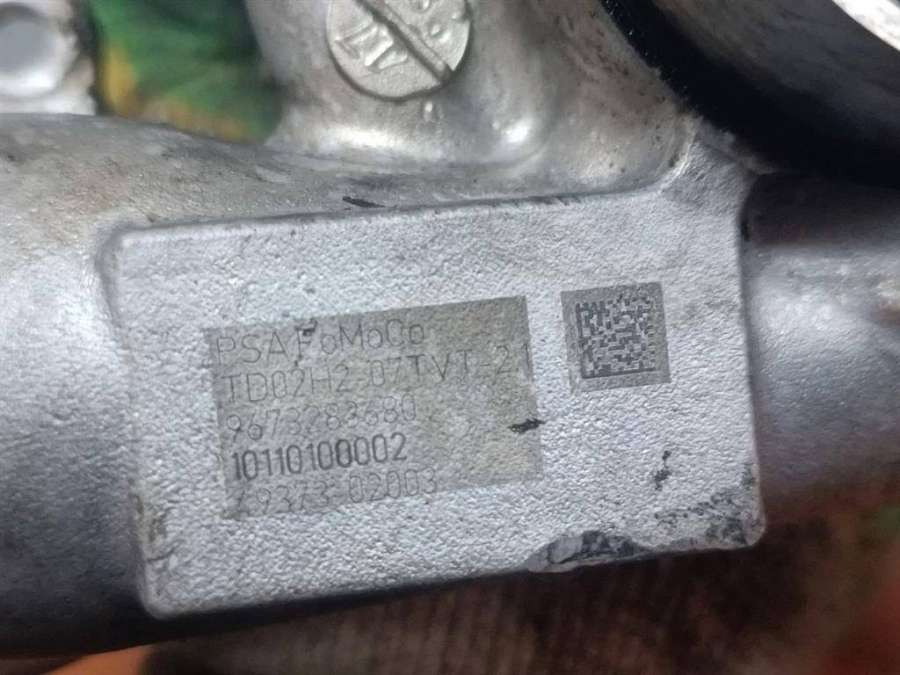 PSA FoMoCo
TD02H2-07TVT-2.1
9673283680
10110100002
49373-02003